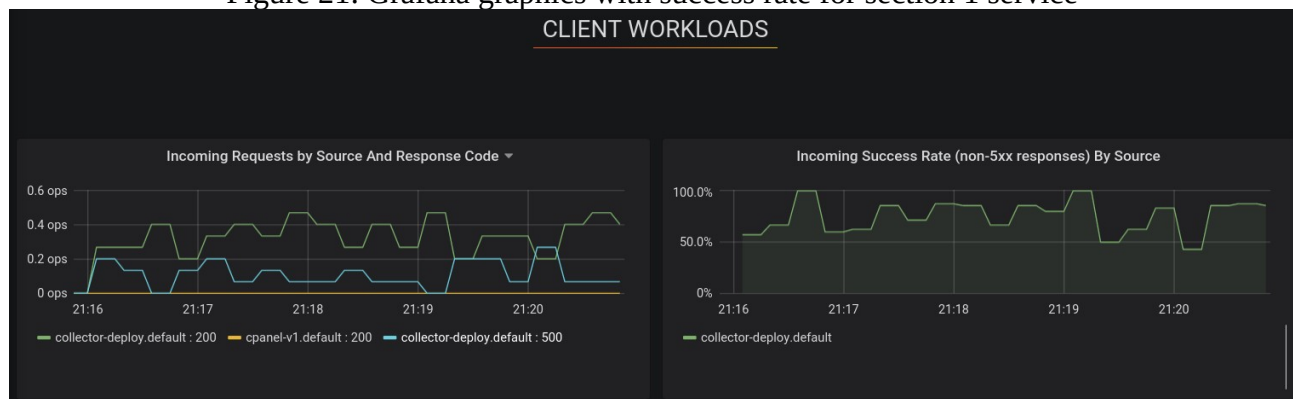 Figure 21: Grafana graphics with success rate for section 1 service
CLIENT WORKLOADS
Incoming Requests by Source And Response Code
0.6 ops
0.4 ops
0.2 ops
0 ops
21:16 21:17 21:18 21:19 21:20
collector-deploy.default : 200 cpanel-v1.default : 200 collector-deploy.default : 500
Incoming Success Rate (non-5xx responses) By Source
100.0%
50.0%
0%
21:16 21:17 21:18 21:19 21:20
collector-deploy.default